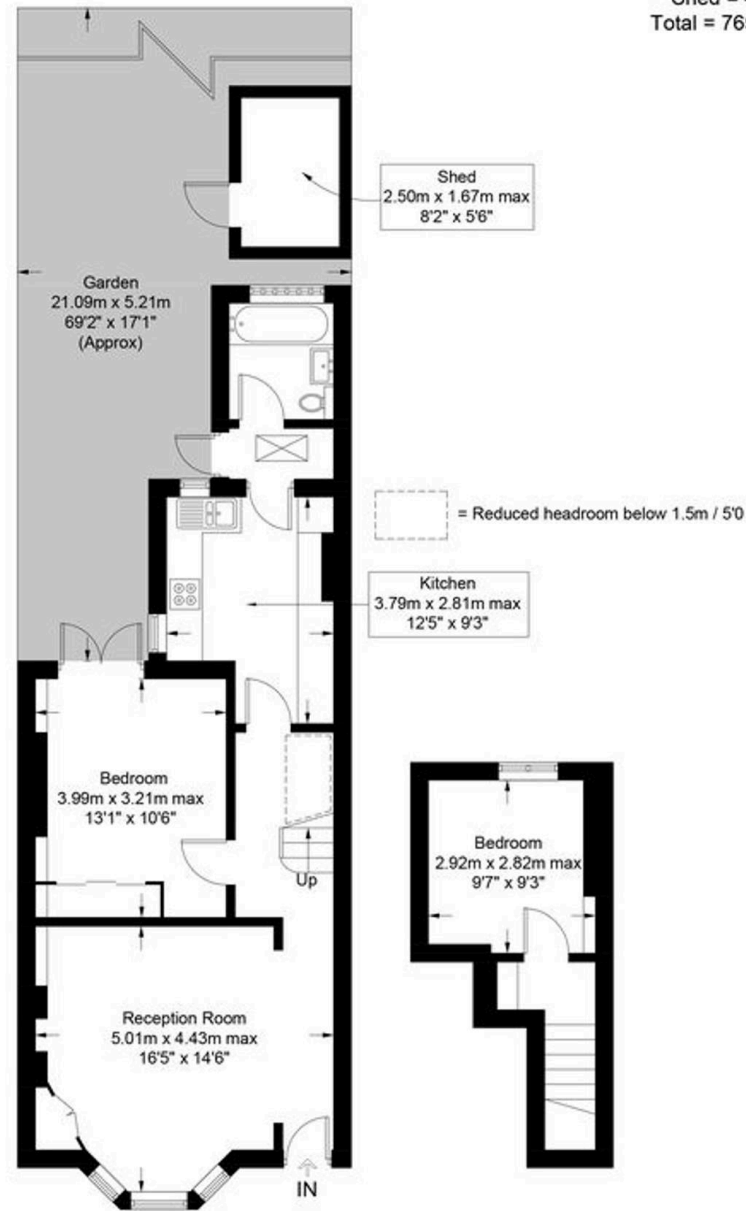 Total = 76
Shed
2.50m x 1.67m max
8'2" x 5'6"
Garden
21.09m x 5.21m
69'2" x 17'1"
(Approx)
= Reduced headroom below 1.5m / 5'0
Kitchen
3.79m x 2.81m max
12'5" x 9'3"
Bedroom
3.99m x 3.21m max
13'1" x 10'6"
Up
Bedroom
2.92m x 2.82m max
9'7" x 9'3"
Reception Room
5.01m x 4.43m max
16'5" x 14'6"
IN